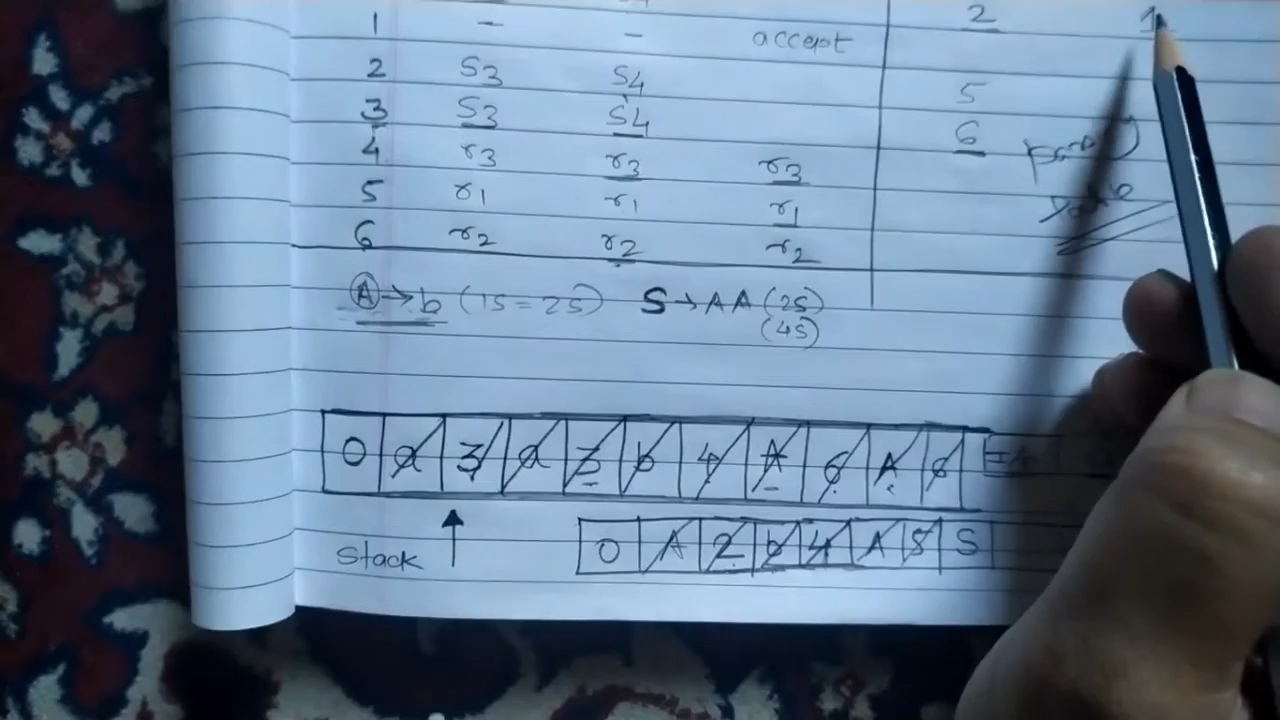 2 1
1 - - accept
2 S3 S4 5
3 S3 S4 6
4 r3 r3 r3 parsing
5 r1 r1 r1 table
6 r2 r2 r2
A → b (1S = 2S) S → AA (2S)
(4S)
0 a 3 a 3 b 4 A 6 A 6
Stack 0 A 2 b 4 A 5 S